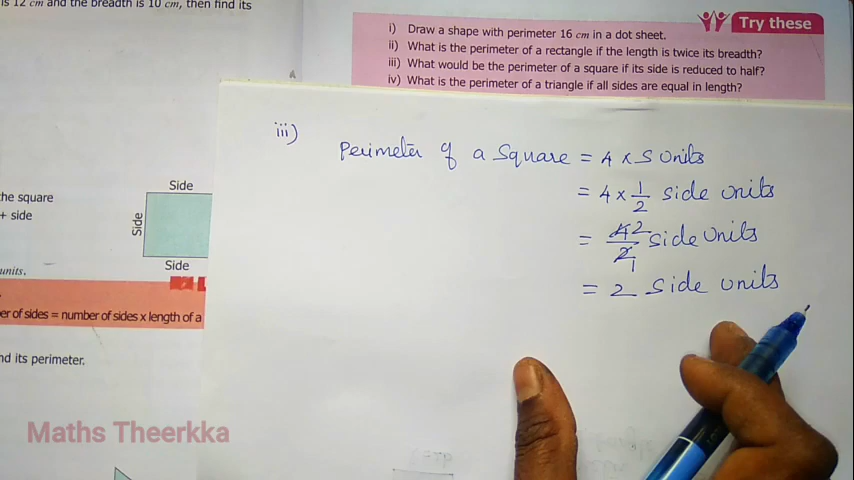 is 12 cm and the breadth is 10 cm, then find its
Try these
i) Draw a shape with perimeter 16 cm in a dot sheet.
ii) What is the perimeter of a rectangle if the length is twice its breadth?
iii) What would be the perimeter of a square if its side is reduced to half?
iv) What is the perimeter of a triangle if all sides are equal in length?
iii)
Perimeter of a Square = 4 x S Units
= 4 x 1/2 side units
= 4 2/2 1 side Units
= 2 side units
the square
+ side
Side
Side
Side
units.
er of sides = number of sides x length of a
nd its perimeter.
Maths Theerkka